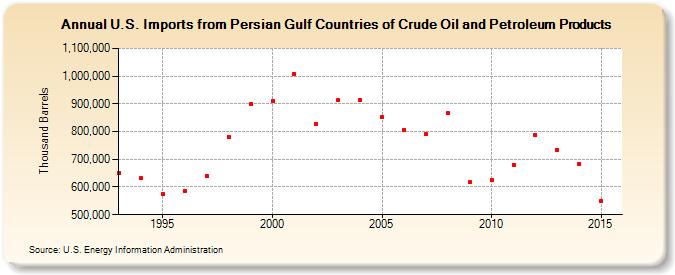 Annual U.S. Imports from Persian Gulf Countries of Crude Oil and Petroleum Products
Thousand Barrels
1,100,000
1,000,000
900,000
800,000
700,000
600,000
500,000
1995 2000 2005 2010 2015
Source: U.S. Energy Information Administration